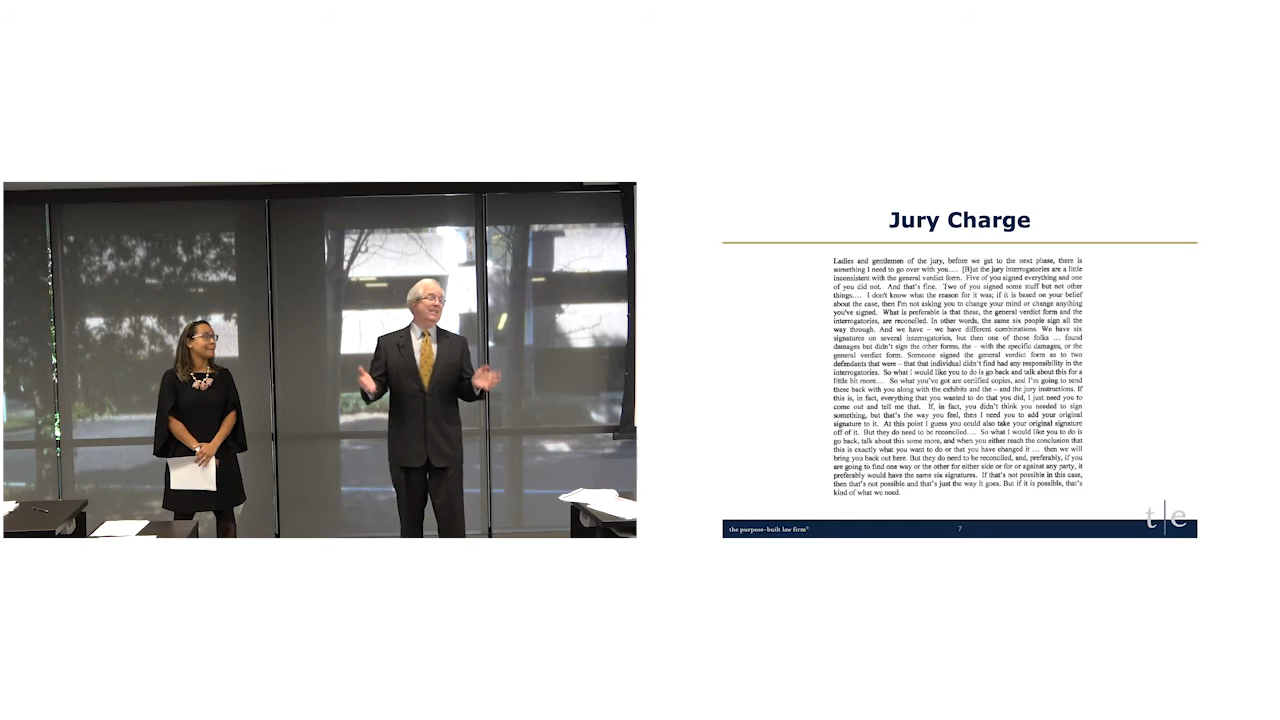 Jury Charge
Ladies and gentlemen of the jury, before we get to the next phase, there is
something I need to go over with you.... [B]ut the jury interrogatories are a little
inconsistent with the general verdict form. Five of you signed everything and one
of you did not. And that's fine. Two of you signed some stuff but not other
things.... I don't know what the reason for it was; if it is based on your belief
about the case, then I'm not asking you to change your mind or change anything
you've signed. What is preferable is that these, the general verdict form and the
interrogatories, are reconciled. In other words, the same six people sign all the
way through. And we have – we have different combinations. We have six
signatures on several interrogatories, but then one of those folks ... found
damages but didn't sign the other forms, the – with the specific damages, or the
general verdict form. Someone signed the general verdict form as to two
defendants that were – that that individual didn't find had any responsibility in the
interrogatories. So what I would like you to do is go back and talk about this for a
little bit more.... So what you've got are certified copies, and I'm going to send
these back with you along with the exhibits and the – and the jury instructions. If
this is, in fact, everything that you wanted to do that you did, I just need you to
come out and tell me that. If, in fact, you didn't think you needed to sign
something, but that's the way you feel, then I need you to add your original
signature to it. At this point I guess you could also take your original signature
off of it. But they do need to be reconciled.... So what I would like you to do is
go back, talk about this some more, and when you either reach the conclusion that
this is exactly what you want to do or that you have changed it ... then we will
bring you back out here. But they do need to be reconciled, and, preferably, if you
are going to find one way or the other for either side or for or against any party, it
preferably would have the same six signatures. If that's not possible in this case,
then that's not possible and that's just the way it goes. But if it is possible, that's
kind of what we need.
t|e
the purpose-built law firm®
7